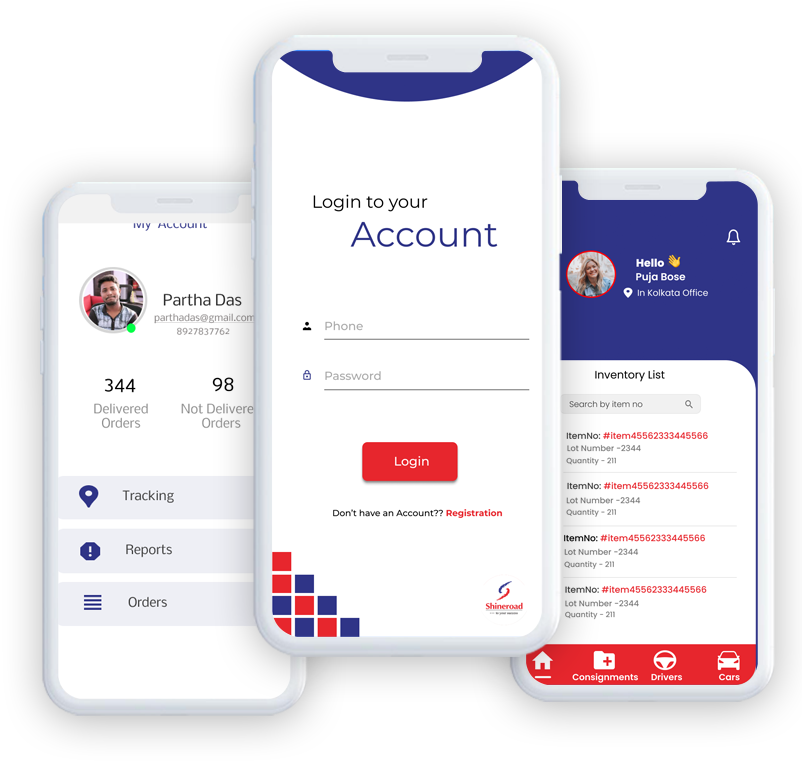 My Account
Partha Das
parthadas@gmail.com
8927837762
344
Delivered
Orders
98
Not Delivere
Orders
Tracking
Reports
Orders
Login to your
Account
Phone
Password
Login
Don't have an Account?? Registration
Shineroad
Hello 👋
Puja Bose
In Kolkata Office
Inventory List
Search by item no
ItemNo: #item45562333445566
Lot Number -2344
Quantity - 211
ItemNo: #item45562333445566
Lot Number -2344
Quantity - 211
ItemNo: #item45562333445566
Lot Number -2344
Quantity - 211
ItemNo: #item45562333445566
Lot Number -2344
Quantity - 211
Consignments
Drivers
Cars